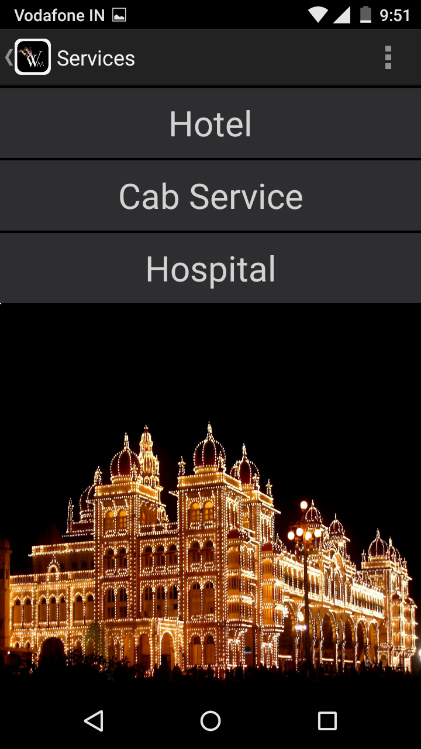 Vodafone IN
9:51
W
Services
Hotel
Cab Service
Hospital